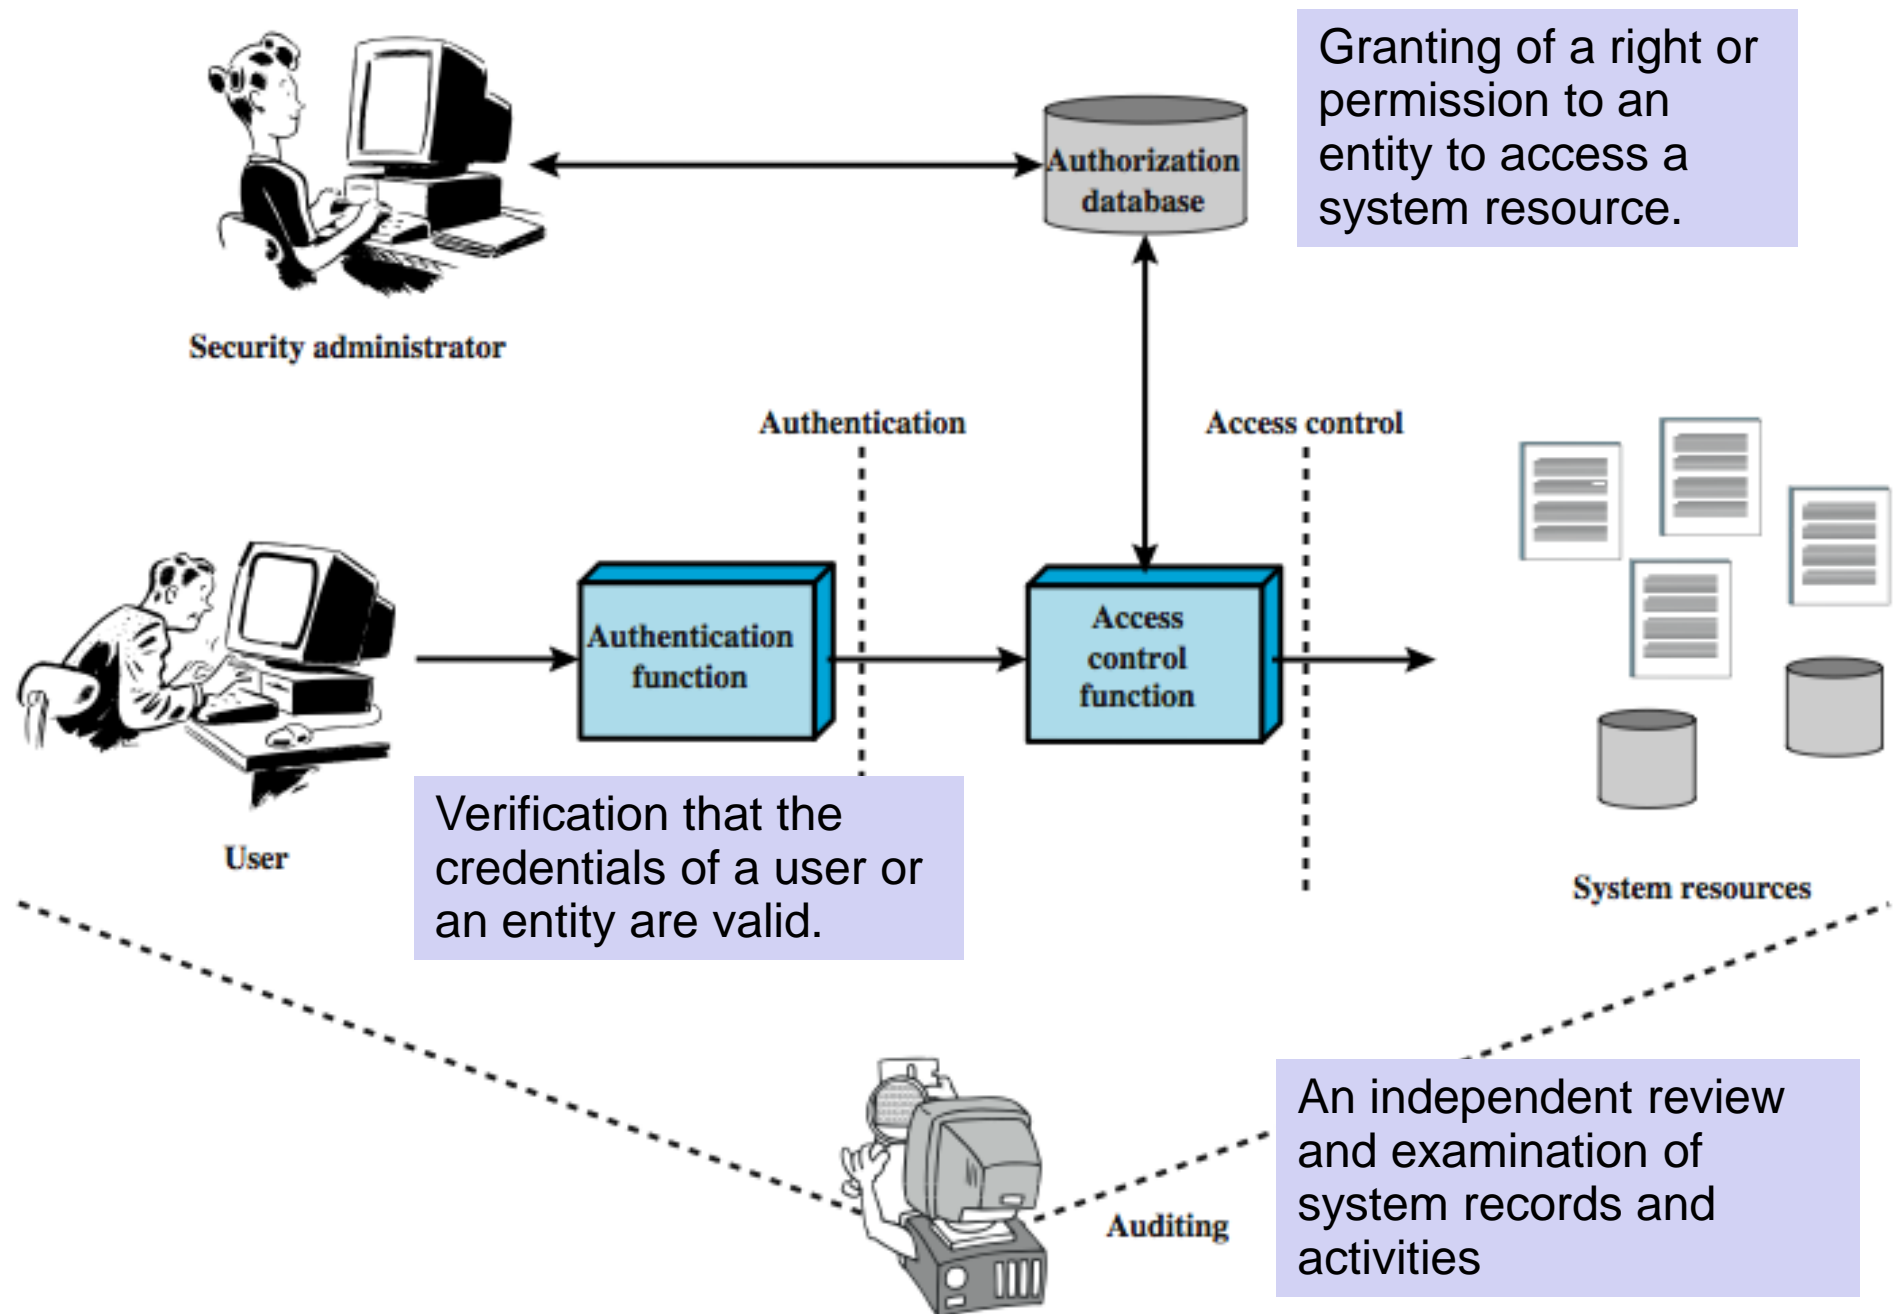 Granting of a right or
permission to an
entity to access a
system resource.
Authorization
database
Security administrator
Authentication
Access control
Authentication
function
Access
control
function
Verification that the
credentials of a user or
an entity are valid.
User
System resources
An independent review
and examination of
system records and
activities
Auditing